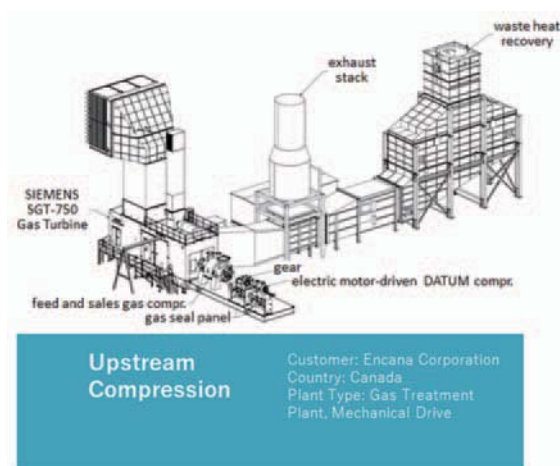 waste heat
recovery
exhaust
stack
SIEMENS
SGT-750
Gas Turbine
gear
electric motor-driven DATUM compr.
feed and sales gas compr.
gas seal panel
Upstream
Compression
Customer: Encana Corporation
Country: Canada
Plant Type: Gas Treatment
Plant, Mechanical Drive